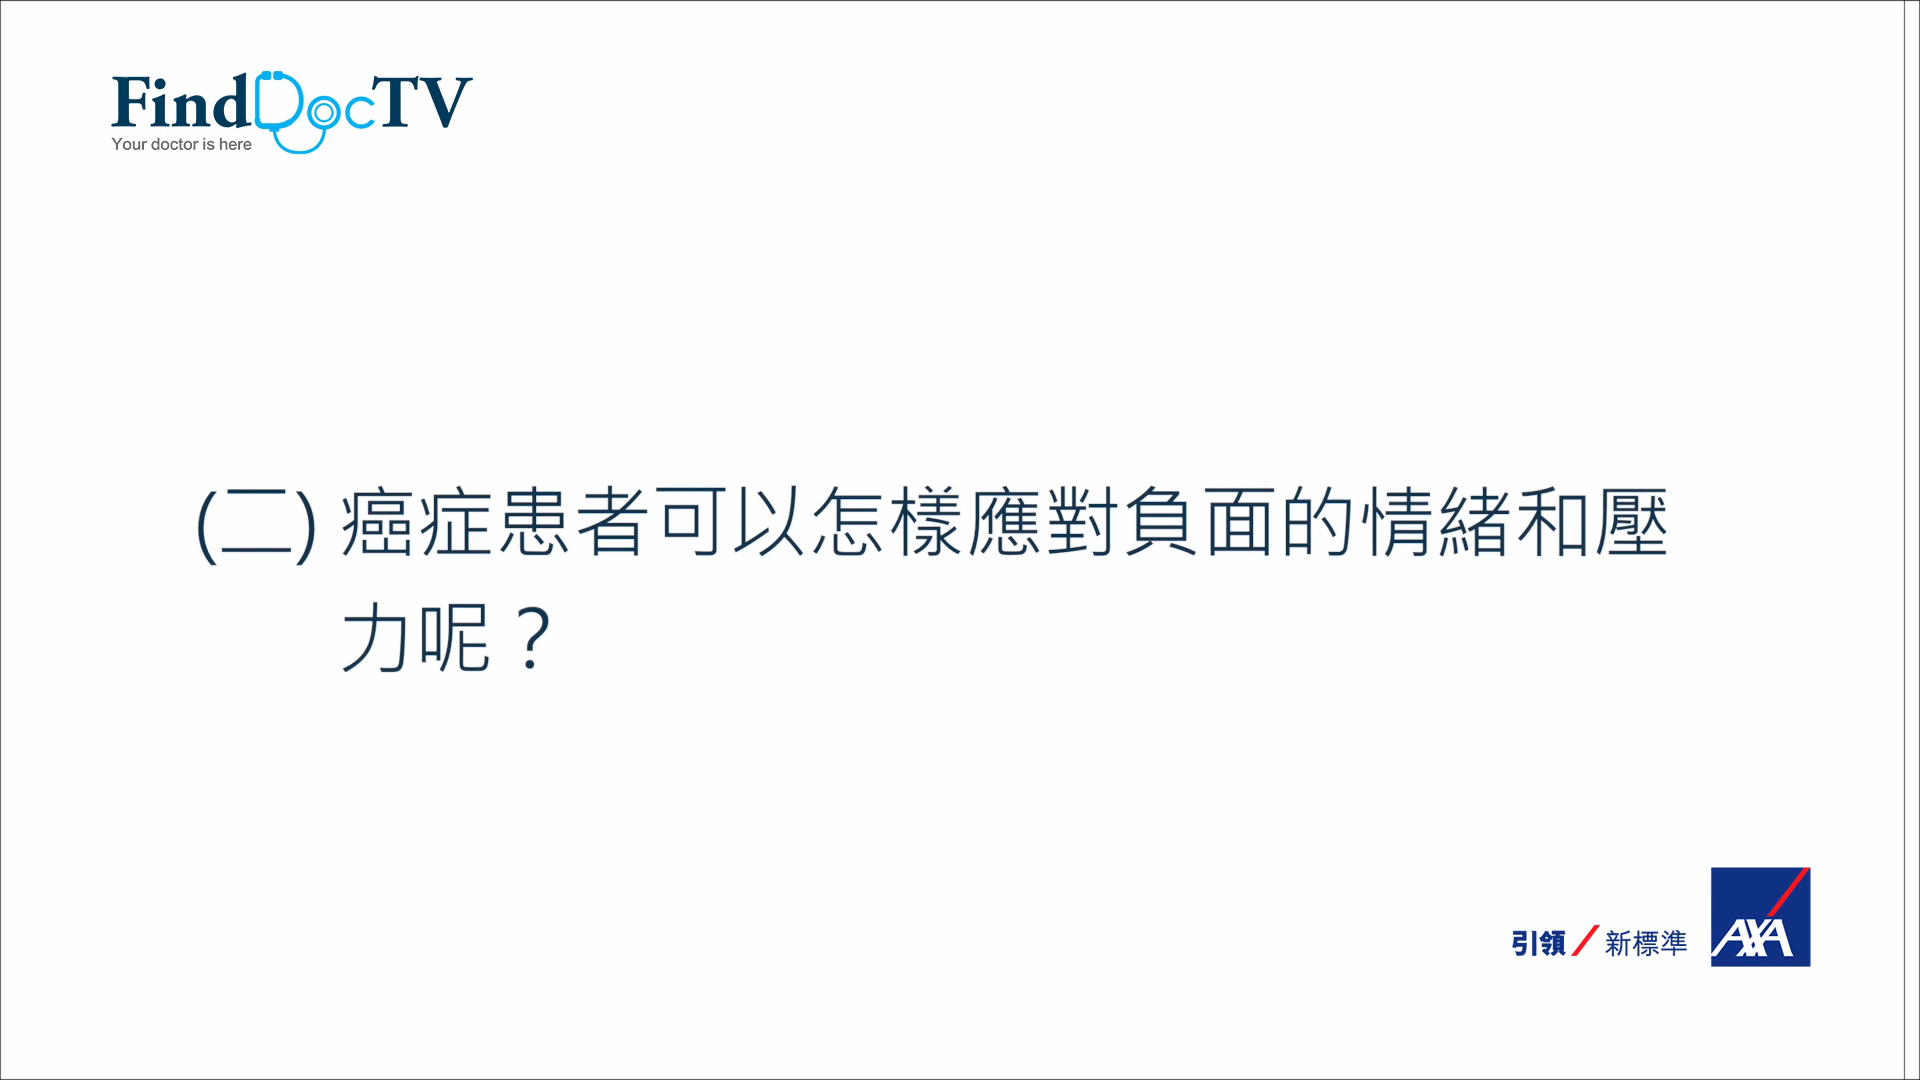 FindDocTV
Your doctor is here
(二) 癌症患者可以怎樣應對負面的情緒和壓
力呢？
引領/新標準
AXA